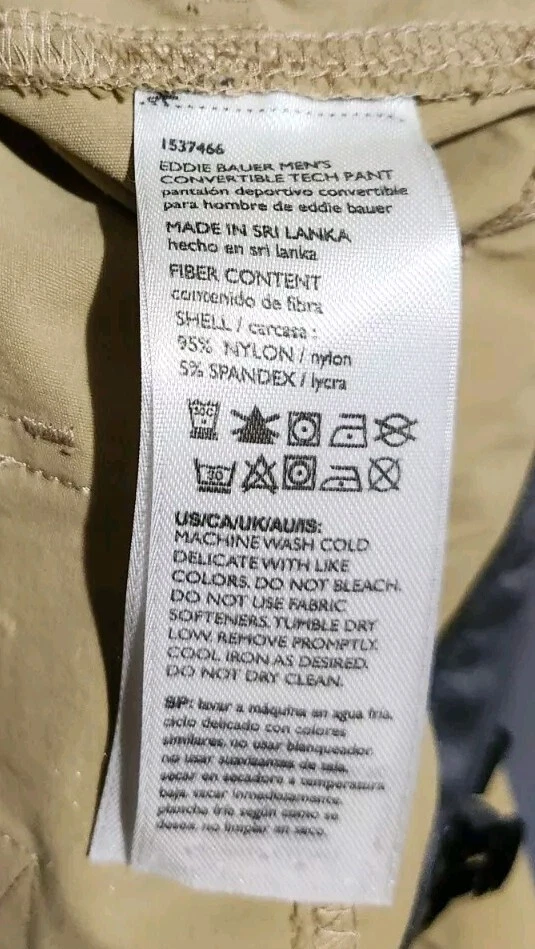 1537466
EDDIE BAUER MEN'S
CONVERTIBLE TECH PANT
pantalón deportivo convertible
para hombre de eddie bauer
MADE IN SRI LANKA
hecho en sri lanka
FIBER CONTENT
contenido de fibra
SHELL / carcasa :
95% NYLON / nylon
5% SPANDEX / lycra
30C
30
US/CA/UK/AU/IS:
MACHINE WASH COLD
DELICATE WITH LIKE
COLORS. DO NOT BLEACH.
DO NOT USE FABRIC
SOFTENERS. TUMBLE DRY
LOW. REMOVE PROMPTLY.
COOL IRON AS DESIRED.
DO NOT DRY CLEAN.
SP: lavar a máquina en agua fría,
ciclo delicado con colores
similares. no usar blanqueador.
no usar suavizantes de tela.
secar en secadora a temperatura
baja. sacar inmediatamente.
plancha fría según como se
desea. no limpiar en seco.